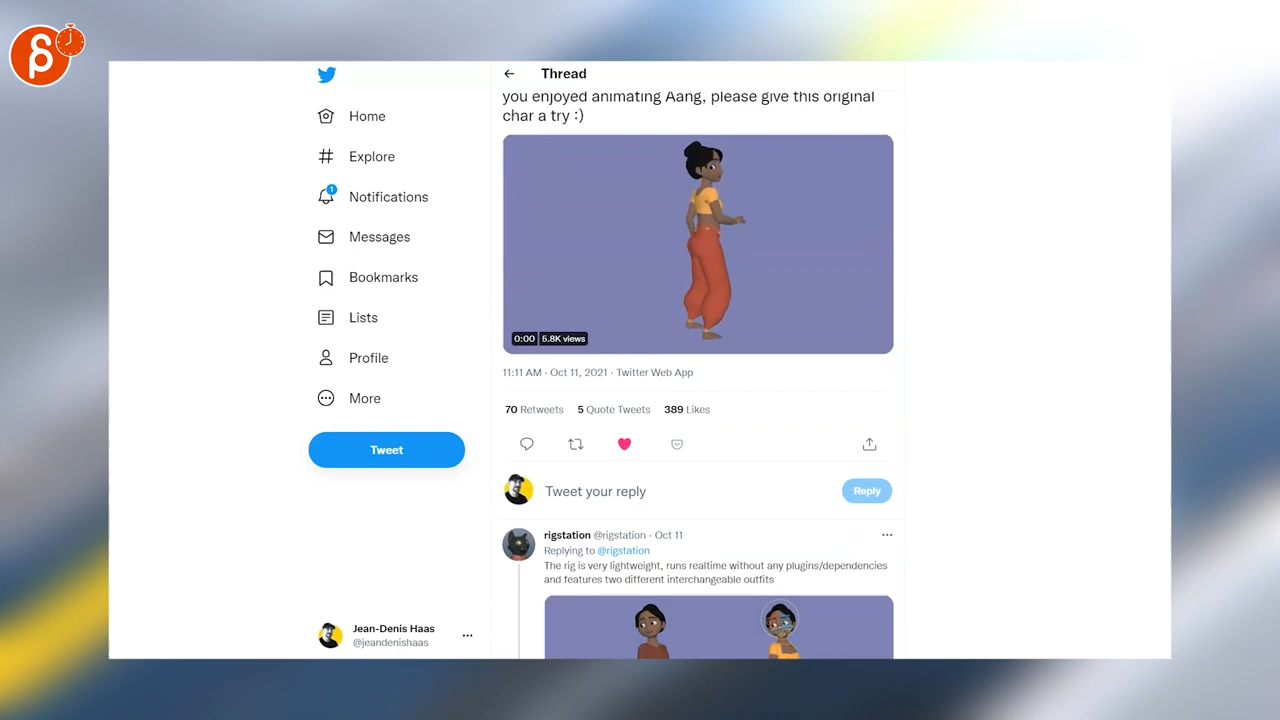 Thread
you enjoyed animating Aang, please give this original
char a try :)
Home
Explore
1
Notifications
Messages
Bookmarks
Lists
Profile
More
Tweet
0:00 5.8K views
11:11 AM · Oct 11, 2021 · Twitter Web App
70 Retweets 5 Quote Tweets 389 Likes
Tweet your reply
Reply
rigstation @rigstation · Oct 11
Replying to @rigstation
The rig is very lightweight, runs realtime without any plugins/dependencies
and features two different interchangeable outfits
Jean-Denis Haas
@jeandenishaas